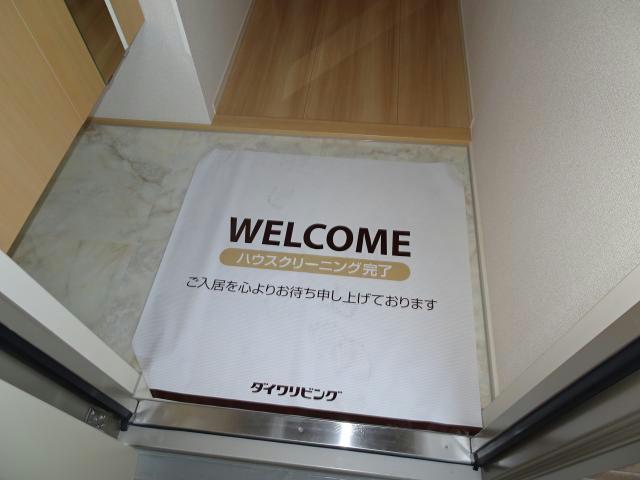 WELCOME
ハウスクリーニング完了
ご入居を心よりお待ち申し上げております
ダイワリビング